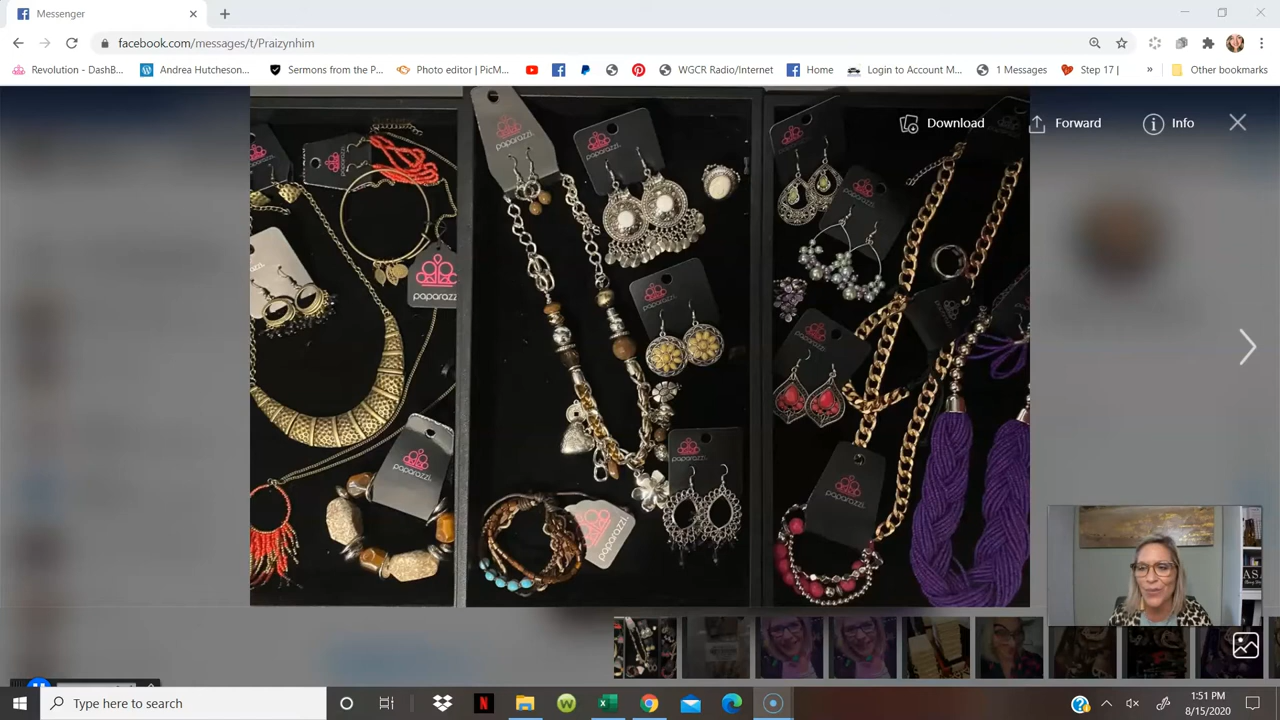 Messenger
facebook.com/messages/t/Praizynhim
Revolution - DashB...
Andrea Hutcheson...
Sermons from the P...
Photo editor | PicM...
WGCR Radio/Internet
Home
Login to Account M...
1 Messages
Step 17 |
»
Other bookmarks
Download
Forward
Info
paparazzi
paparazzi
paparazzi
paparazzi
paparazzi
paparazzi
Type here to search
1:51 PM
8/15/2020